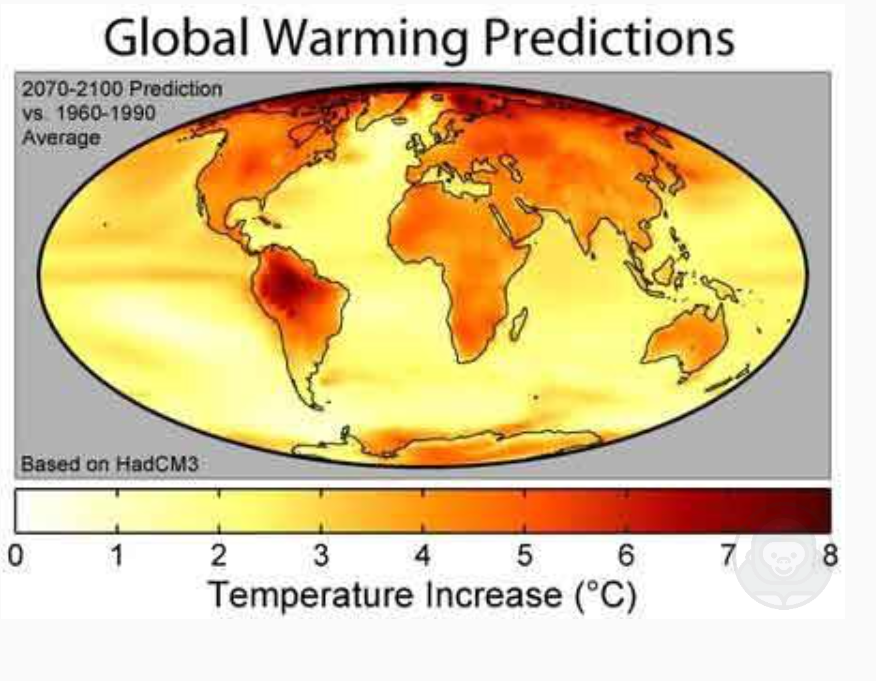 Global Warming Predictions
2070-2100 Prediction
vs. 1960-1990
Average
Based on HadCM3
0 1 2 3 4 5 6 7 8
Temperature Increase (°C)